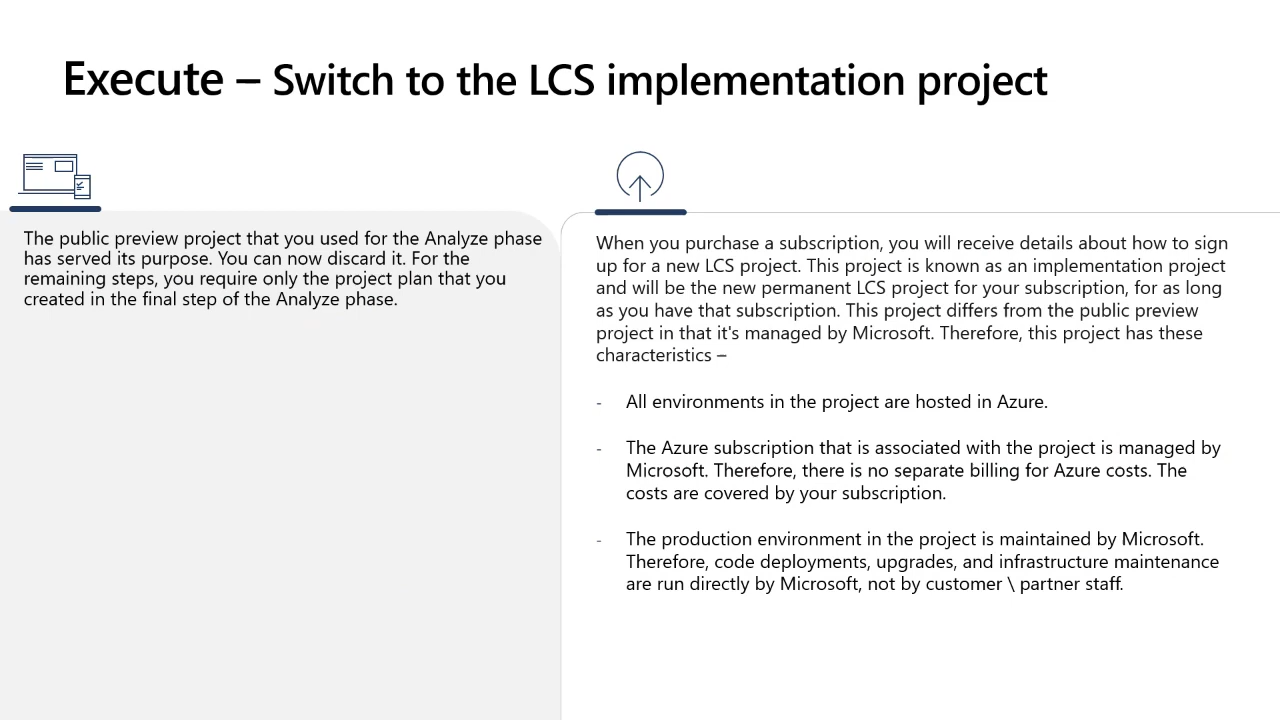 Execute – Switch to the LCS implementation project
The public preview project that you used for the Analyze phase
has served its purpose. You can now discard it. For the
remaining steps, you require only the project plan that you
created in the final step of the Analyze phase.
When you purchase a subscription, you will receive details about how to sign
up for a new LCS project. This project is known as an implementation project
and will be the new permanent LCS project for your subscription, for as long
as you have that subscription. This project differs from the public preview
project in that it's managed by Microsoft. Therefore, this project has these
characteristics –
- All environments in the project are hosted in Azure.
- The Azure subscription that is associated with the project is managed by
Microsoft. Therefore, there is no separate billing for Azure costs. The
costs are covered by your subscription.
- The production environment in the project is maintained by Microsoft.
Therefore, code deployments, upgrades, and infrastructure maintenance
are run directly by Microsoft, not by customer \ partner staff.